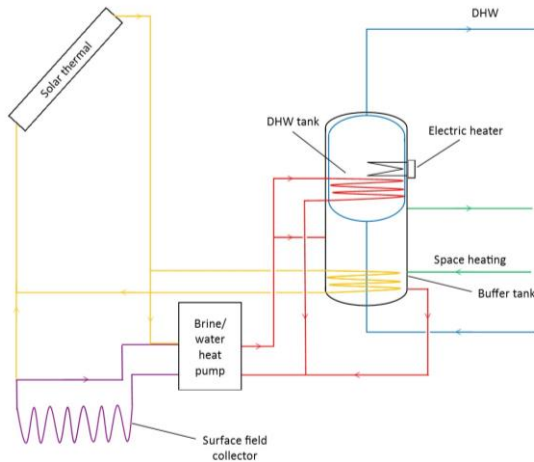 DHW
Solar thermal
DHW tank
Electric heater
Space heating
Buffer tank
Brine/
water
heat
pump
Surface field
collector